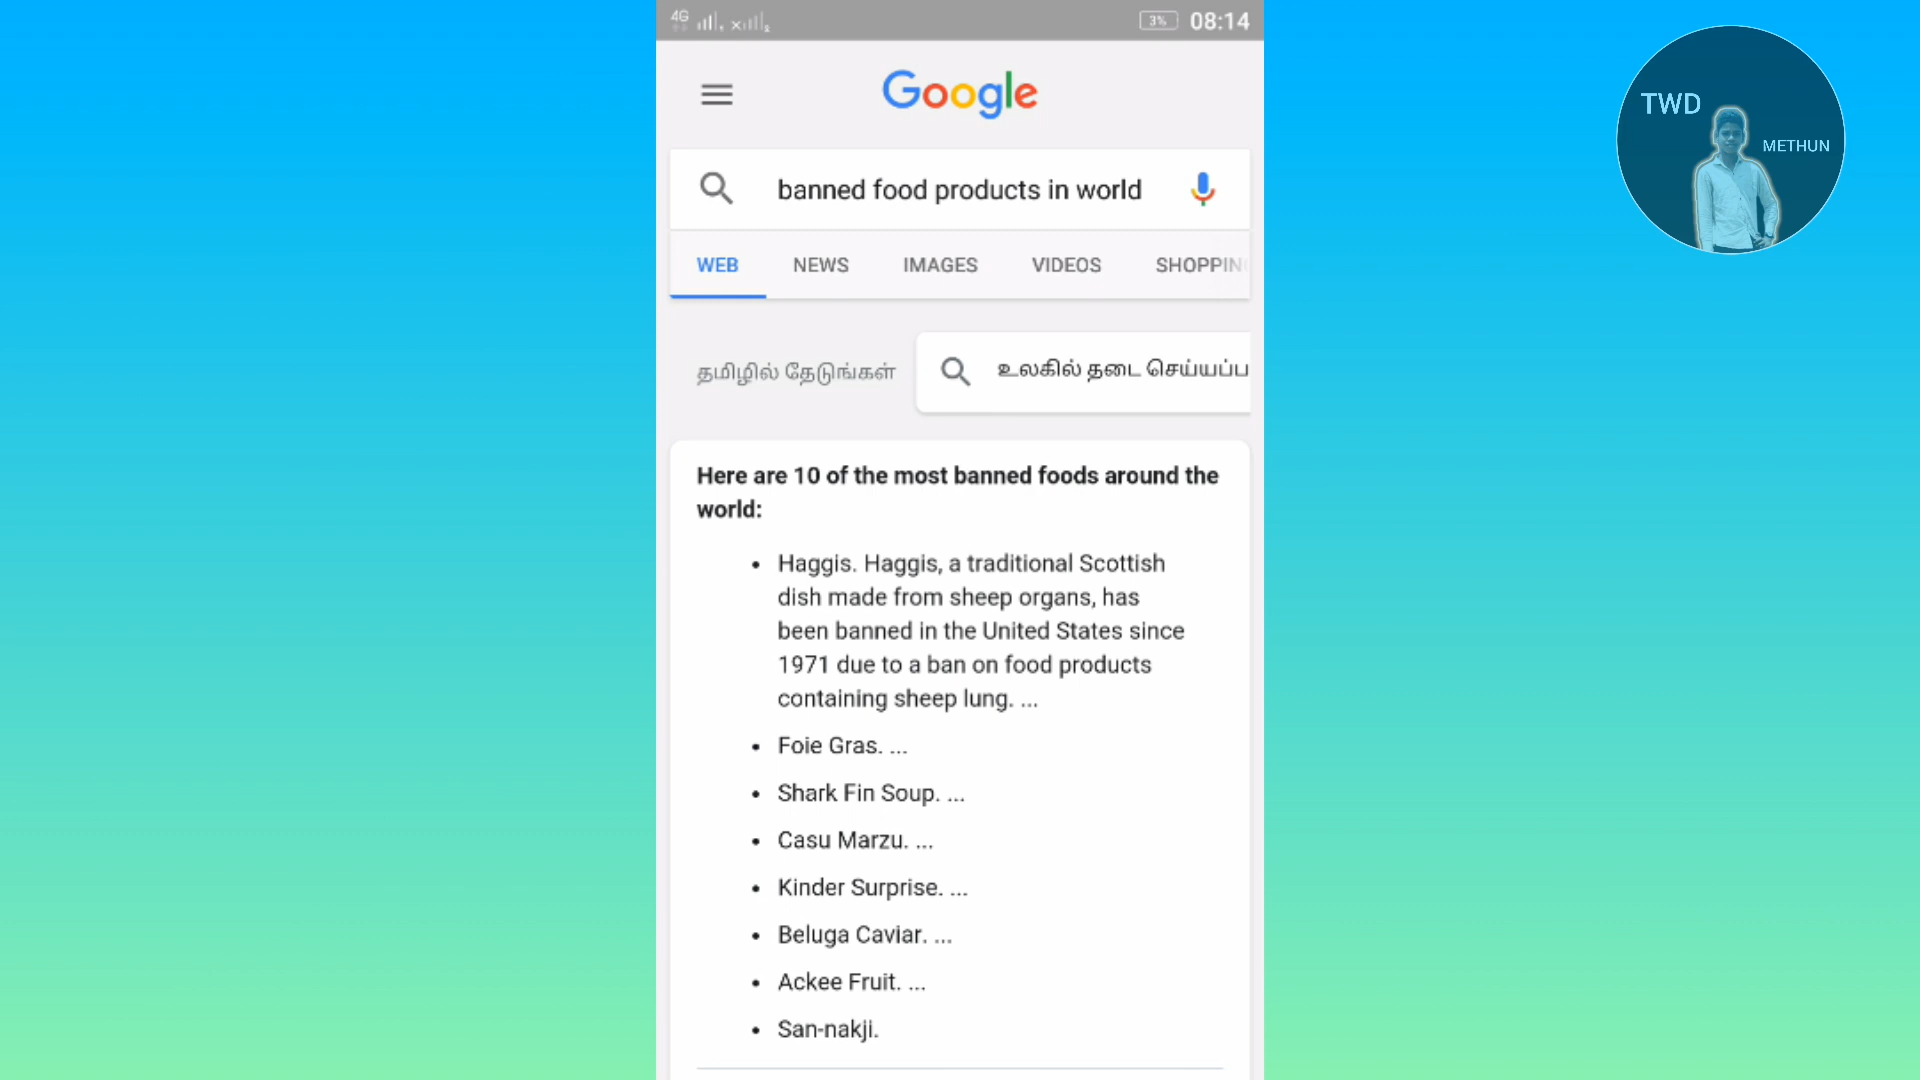 4G
3% 08:14
Google
TWD
METHUN
banned food products in world
WEB NEWS IMAGES VIDEOS SHOPPING
தமிழில் தேடுங்கள் உலகில் தடை செய்யப்ப
Here are 10 of the most banned foods around the
world:
• Haggis. Haggis, a traditional Scottish
dish made from sheep organs, has
been banned in the United States since
1971 due to a ban on food products
containing sheep lung. ...
• Foie Gras. ...
• Shark Fin Soup. ...
• Casu Marzu. ...
• Kinder Surprise. ...
• Beluga Caviar. ...
• Ackee Fruit. ...
• San-nakji.